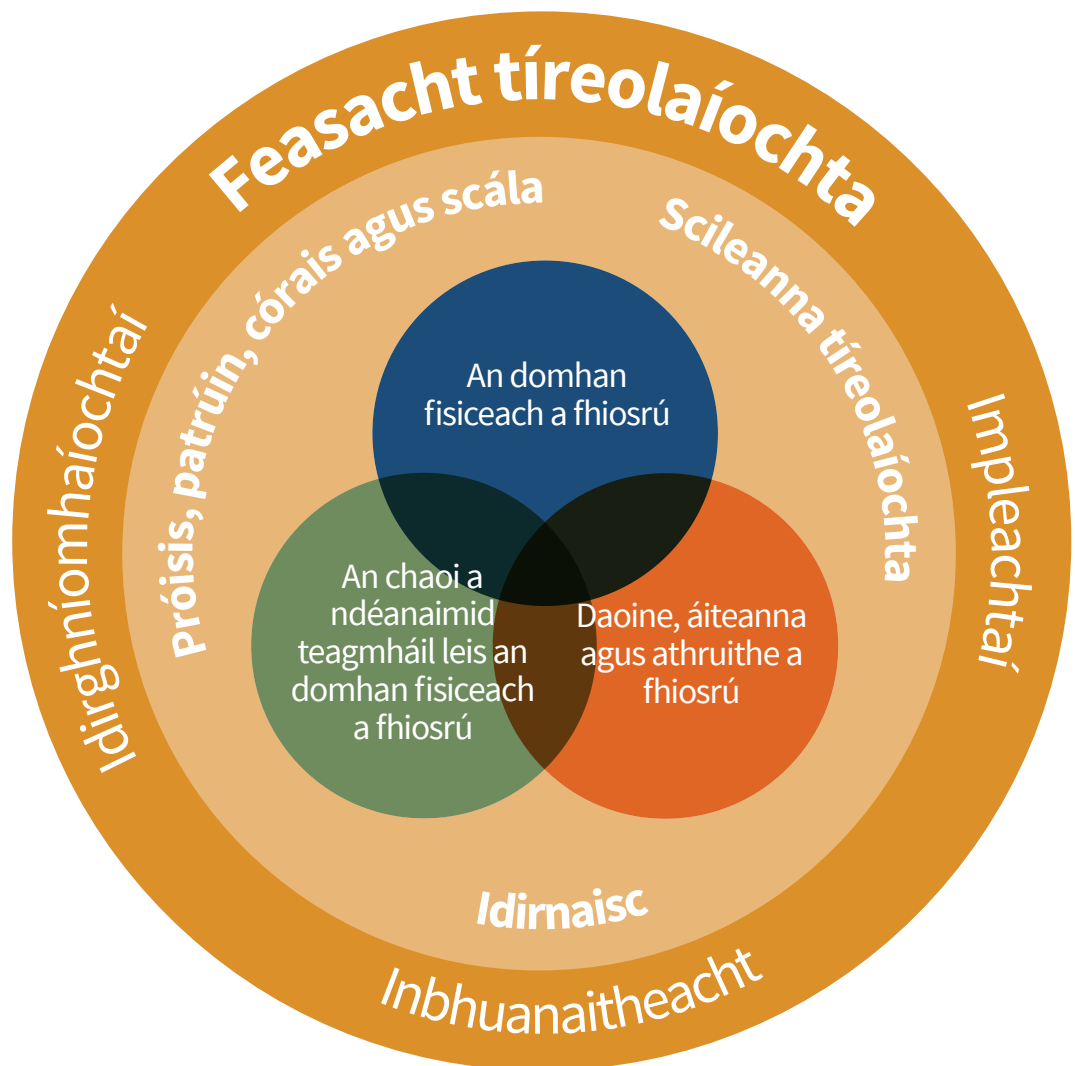 Feasacht tíreolaíochta
Próisis, patrúin, córais agus scála
Scileanna tíreolaíochta
Idirghníomhaíochtaí
Impleachtaí
An domhan
fisiceach a fhiosrú
An chaoi a
ndéanaimid
teagmháil leis an
domhan fisiceach
a fhiosrú
Daoine, áiteanna
agus athruithe a
fhiosrú
Idirnaisc
Inbhuanaitheacht